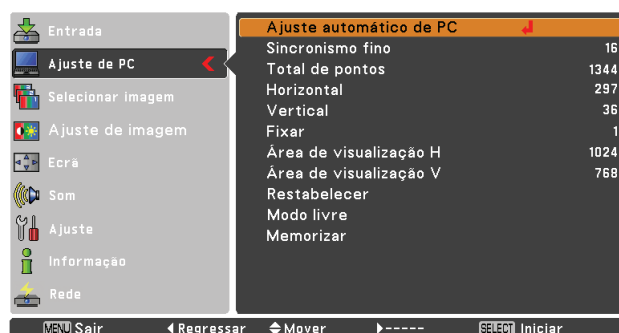 Entrada
Ajuste de PC
Selecionar imagem
Ajuste de imagem
Ecrã
Som
Ajuste
Informação
Rede
Ajuste automático de PC
Sincronismo fino 16
Total de pontos 1344
Horizontal 297
Vertical 36
Fixar 1
Área de visualização H 1024
Área de visualização V 768
Restabelecer
Modo livre
Memorizar
MENU Sair ◀Regressar Mover ▶----- SELECT Iniciar